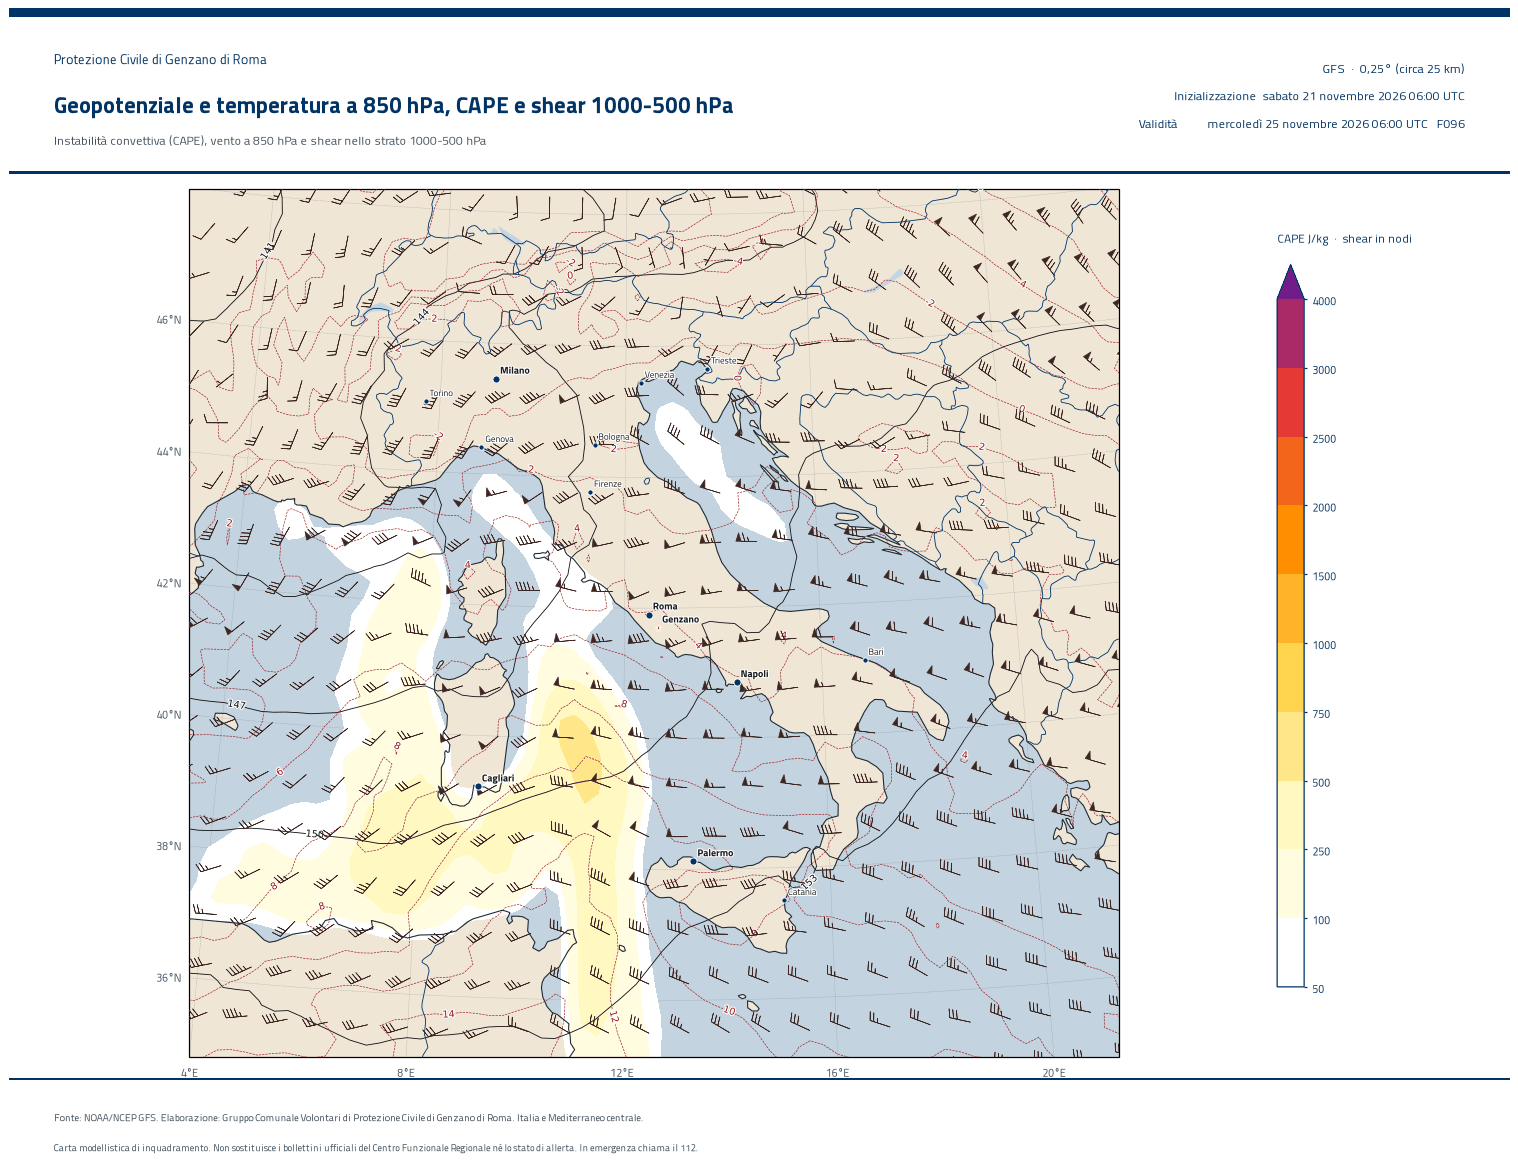 Protezione Civile di Genzano di Roma
Geopotenziale e temperatura a 850 hPa, CAPE e shear 1000-500 hPa
Instabilità convettiva (CAPE), vento a 850 hPa e shear nello strato 1000-500 hPa
GFS · 0,25° (circa 25 km)
Inizializzazione sabato 21 novembre 2026 06:00 UTC
Validità mercoledì 25 novembre 2026 06:00 UTC F096
CAPE J/kg · shear in nodi
4000
3000
2500
2000
1500
1000
750
500
250
100
50
46°N
44°N
42°N
40°N
38°N
36°N
4°E
8°E
12°E
16°E
20°E
141
144
147
150
153
Milano
Torino
Venezia
Trieste
Genova
Bologna
Firenze
Roma
Genzano
Napoli
Bari
Cagliari
Palermo
Catania
Fonte: NOAA/NCEP GFS. Elaborazione: Gruppo Comunale Volontari di Protezione Civile di Genzano di Roma. Italia e Mediterraneo centrale.
Carta modellistica di inquadramento. Non sostituisce i bollettini ufficiali del Centro Funzionale Regionale né lo stato di allerta. In emergenza chiama il 112.